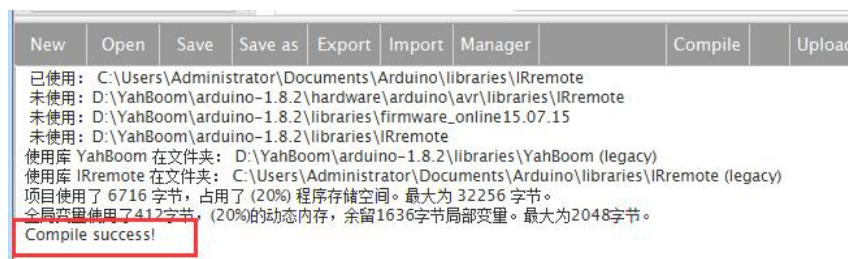 New Open Save Save as Export Import Manager Compile Upload
已使用： C:\Users\Administrator\Documents\Arduino\libraries\IRremote
未使用：D:\YahBoom\arduino-1.8.2\hardware\arduino\avr\libraries\IRremote
未使用：D:\YahBoom\arduino-1.8.2\libraries\firmware_online15.07.15
未使用：D:\YahBoom\arduino-1.8.2\libraries\IRremote
使用库 YahBoom 在文件夹： D:\YahBoom\arduino-1.8.2\libraries\YahBoom (legacy)
使用库 IRremote 在文件夹： C:\Users\Administrator\Documents\Arduino\libraries\IRremote (legacy)
项目使用了 6716 字节，占用了 (20%) 程序存储空间。最大为 32256 字节。
全局变量使用了412字节，(20%)的动态内存，余留1636字节局部变量。最大为2048字节。
Compile success!